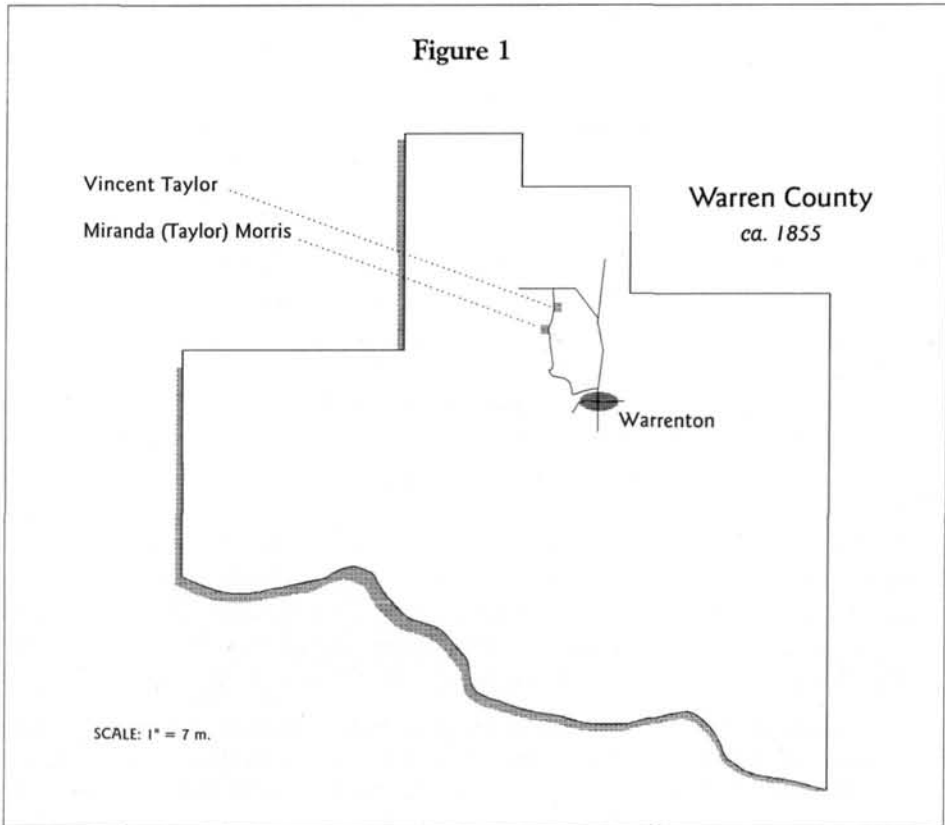 Figure 1
Vincent Taylor
Miranda (Taylor) Morris
Warren County
ca. 1855
Warrenton
SCALE: 1" = 7 m.